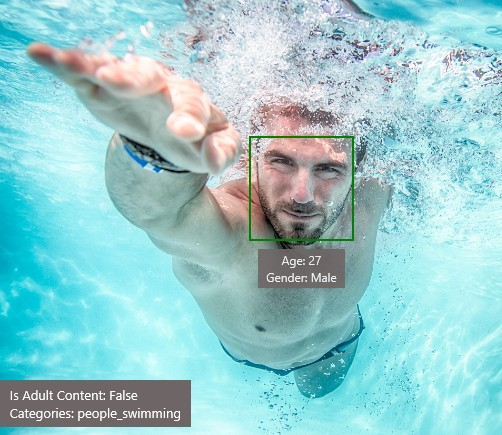 Age: 27
Gender: Male
Is Adult Content: False
Categories: people_swimming